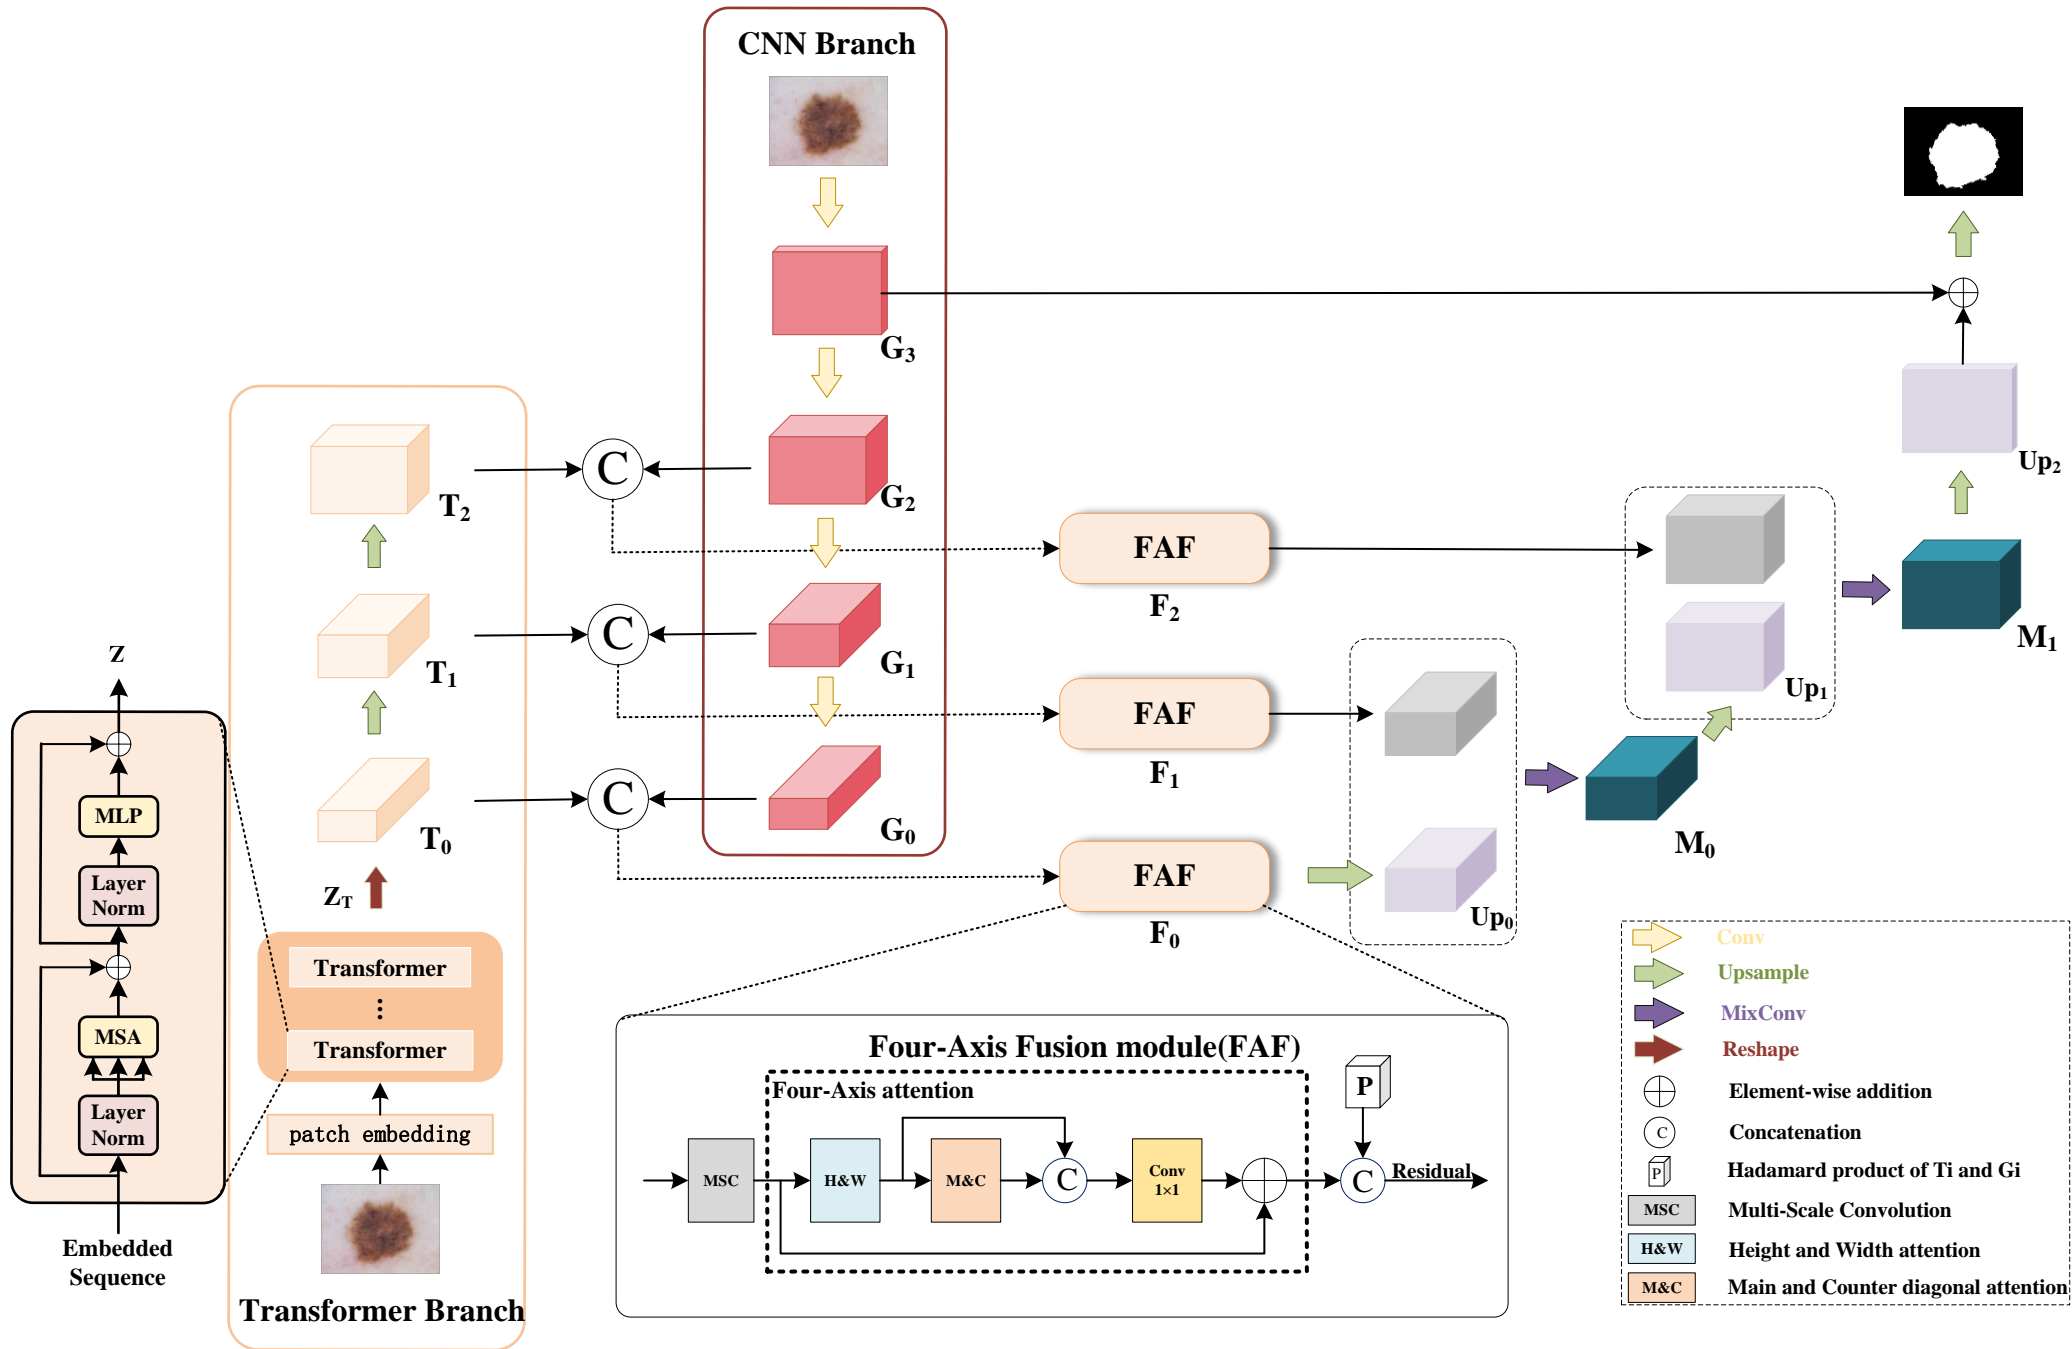 CNN Branch
G3
G2
G1
G0
T2
T1
T0
ZT
C
C
C
Transformer
Transformer
patch embedding
Transformer Branch
Z
MLP
Layer
Norm
MSA
Layer
Norm
Embedded
Sequence
FAF
F2
FAF
F1
FAF
F0
Up0
M0
Up1
M1
Up2
Four-Axis Fusion module(FAF)
Four-Axis attention
P
MSC
H&W
M&C
C
Conv
1×1
C
Residual
Conv
Upsample
MixConv
Reshape
Element-wise addition
C Concatenation
P Hadamard product of Ti and Gi
MSC Multi-Scale Convolution
H&W Height and Width attention
M&C Main and Counter diagonal attention